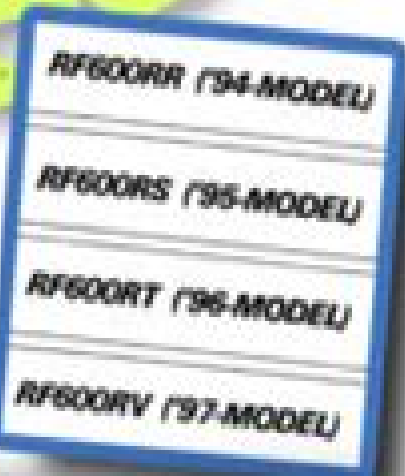 RF600RR ('94-MODEL)
RF600RS ('95-MODEL)
RF600RT ('96-MODEL)
RF600RV ('97-MODEL)